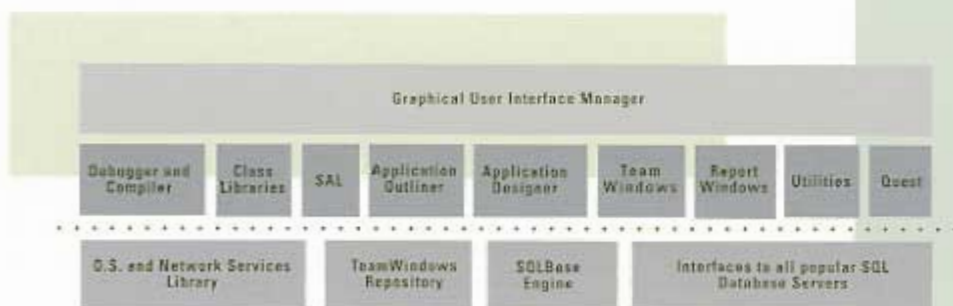 Graphical User Interface Manager
Debugger and
Compiler
Class
Libraries
SAL
Application
Outliner
Application
Designer
Team
Windows
Report
Windows
Utilities
Quest
O.S. and Network Services
Library
TeamWindows
Repository
SQLBase
Engine
Interfaces to all popular SQL
Database Servers